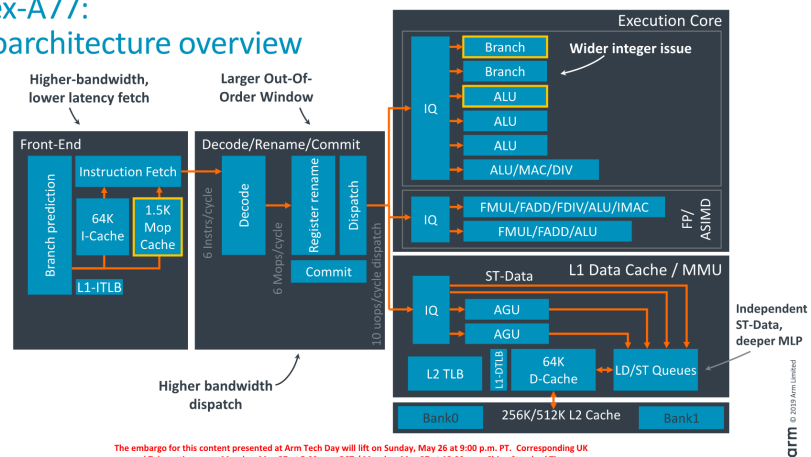 ex-A77:
oarchitecture overview
Higher-bandwidth,
lower latency fetch
Larger Out-Of-
Order Window
Front-End
Branch prediction
Instruction Fetch
64K
I-Cache
1.5K
Mop
Cache
L1-ITLB
Decode/Rename/Commit
6 Instrs/cycle
Decode
6 Mops/cycle
Register rename
Dispatch
Commit
10 uops/cycle dispatch
Higher bandwidth
dispatch
Execution Core
IQ
Branch
Branch
ALU
ALU
ALU
ALU/MAC/DIV
Wider integer issue
IQ
FMUL/FADD/FDIV/ALU/IMAC
FMUL/FADD/ALU
FP/
ASIMD
L1 Data Cache / MMU
ST-Data
IQ
AGU
AGU
L2 TLB
L1-DTLB
64K
D-Cache
LD/ST Queues
Independent
ST-Data,
deeper MLP
Bank0
256K/512K L2 Cache
Bank1
The embargo for this content presented at Arm Tech Day will lift on Sunday, May 26 at 9:00 p.m. PT. Corresponding UK
arm © 2019 Arm Limited